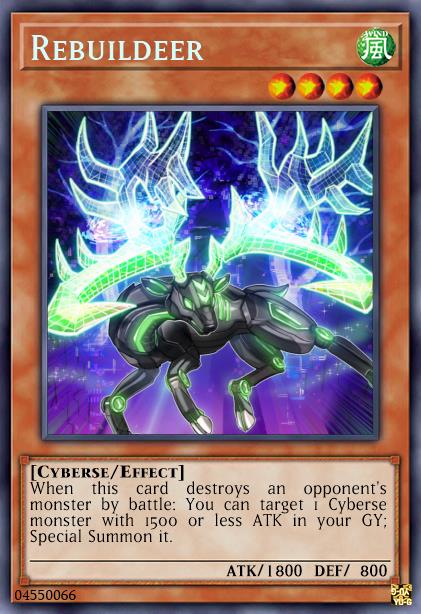 Rebuildeer
WIND
風
[Cyberse/Effect]
When this card destroys an opponent's
monster by battle: You can target 1 Cyberse
monster with 1500 or less ATK in your GY;
Special Summon it.
ATK/1800 DEF/ 800
04550066